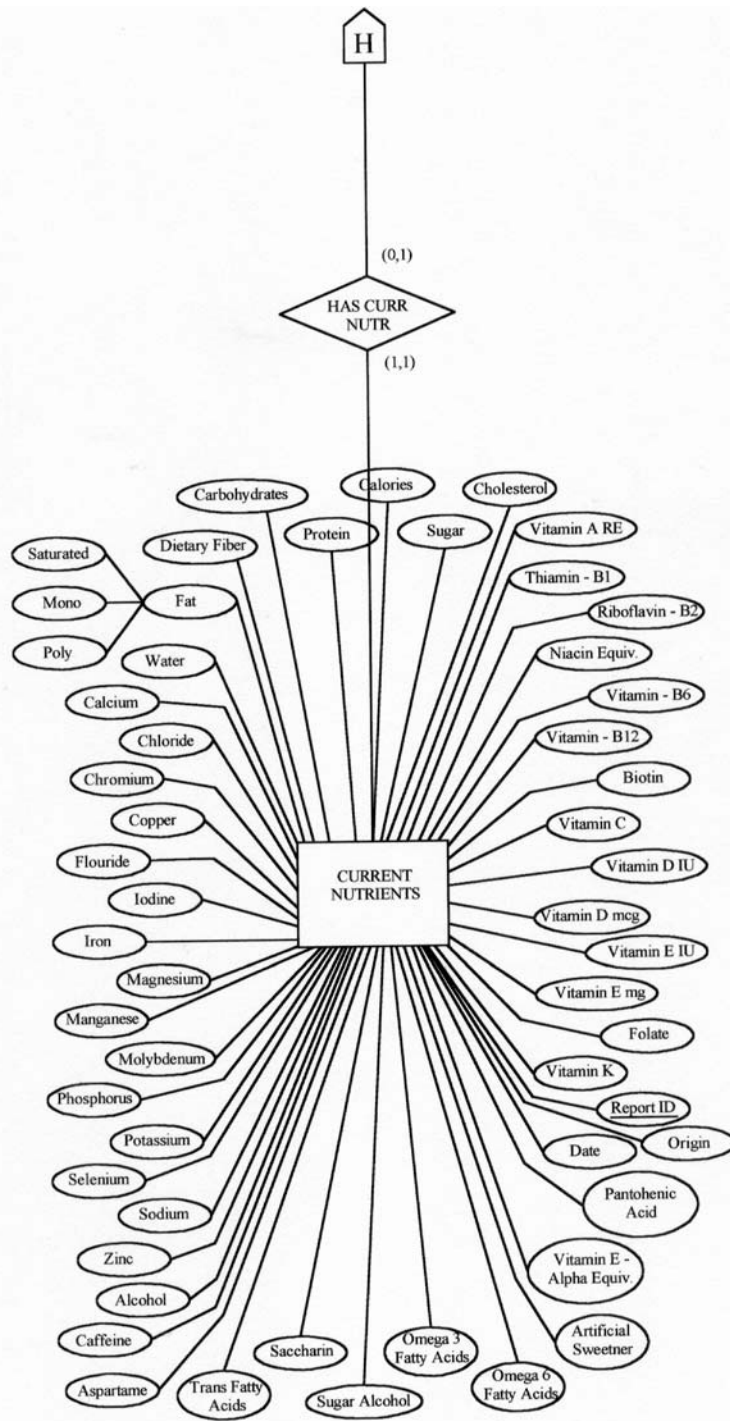 H
(0,1)
HAS CURR
NUTR
(1,1)
Calories
Carbohydrates
Cholesterol
Protein
Sugar
Vitamin A RE
Dietary Fiber
Saturated
Thiamin - B1
Mono
Fat
Riboflavin - B2
Poly
Water
Niacin Equiv.
Calcium
Vitamin - B6
Chloride
Vitamin - B12
Chromium
Biotin
Copper
Vitamin C
Flouride
Vitamin D IU
CURRENT
NUTRIENTS
Iodine
Vitamin D mcg
Iron
Vitamin E IU
Magnesium
Vitamin E mg
Manganese
Folate
Molybdenum
Vitamin K
Phosphorus
Report ID
Potassium
Origin
Date
Selenium
Pantohenic
Acid
Sodium
Zinc
Vitamin E -
Alpha Equiv.
Alcohol
Caffeine
Artificial
Sweetner
Saccharin
Omega 3
Fatty Acids
Aspartame
Trans Fatty
Acids
Sugar Alcohol
Omega 6
Fatty Acids